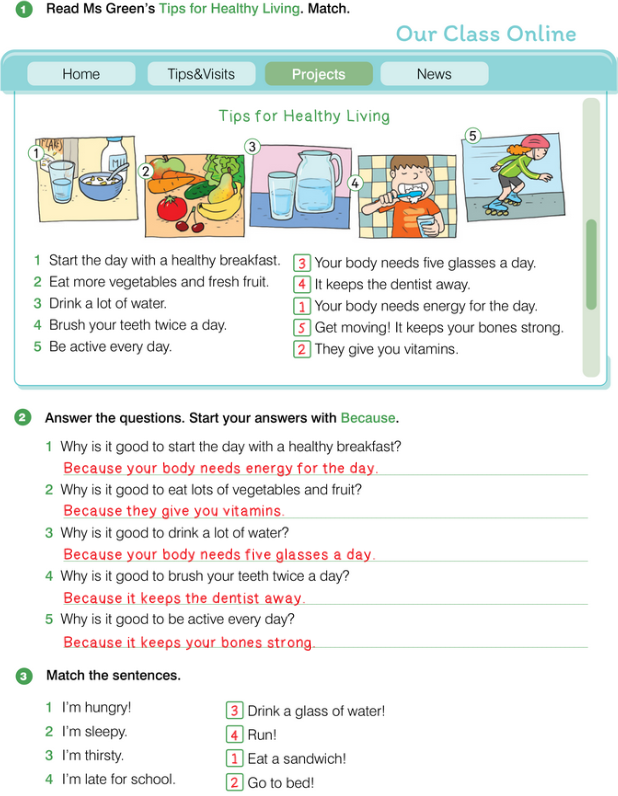 1 Read Ms Green's Tips for Healthy Living. Match.
Our Class Online
Home Tips&Visits Projects News
Tips for Healthy Living
1 2 3 4 5
1 Start the day with a healthy breakfast.
2 Eat more vegetables and fresh fruit.
3 Drink a lot of water.
4 Brush your teeth twice a day.
5 Be active every day.
3 Your body needs five glasses a day.
4 It keeps the dentist away.
1 Your body needs energy for the day.
5 Get moving! It keeps your bones strong.
2 They give you vitamins.
2 Answer the questions. Start your answers with Because.
1 Why is it good to start the day with a healthy breakfast?
Because your body needs energy for the day.
2 Why is it good to eat lots of vegetables and fruit?
Because they give you vitamins.
3 Why is it good to drink a lot of water?
Because your body needs five glasses a day.
4 Why is it good to brush your teeth twice a day?
Because it keeps the dentist away.
5 Why is it good to be active every day?
Because it keeps your bones strong.
3 Match the sentences.
1 I'm hungry!
2 I'm sleepy.
3 I'm thirsty.
4 I'm late for school.
3 Drink a glass of water!
4 Run!
1 Eat a sandwich!
2 Go to bed!